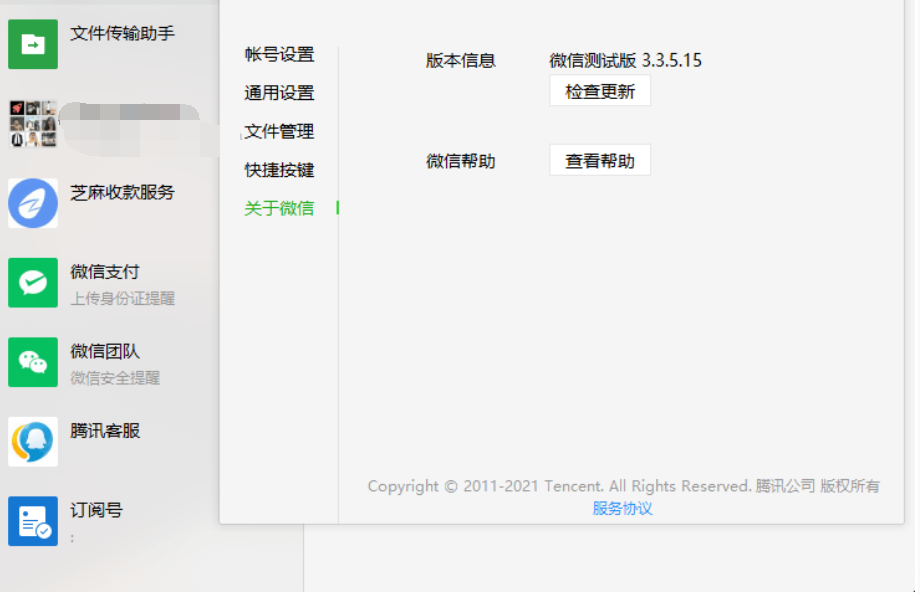 文件传输助手
芝麻收款服务
微信支付
上传身份证提醒
微信团队
微信安全提醒
腾讯客服
订阅号
:
帐号设置
通用设置
文件管理
快捷按键
关于微信
版本信息
微信测试版 3.3.5.15
检查更新
微信帮助
查看帮助
Copyright © 2011-2021 Tencent. All Rights Reserved. 腾讯公司 版权所有
服务协议